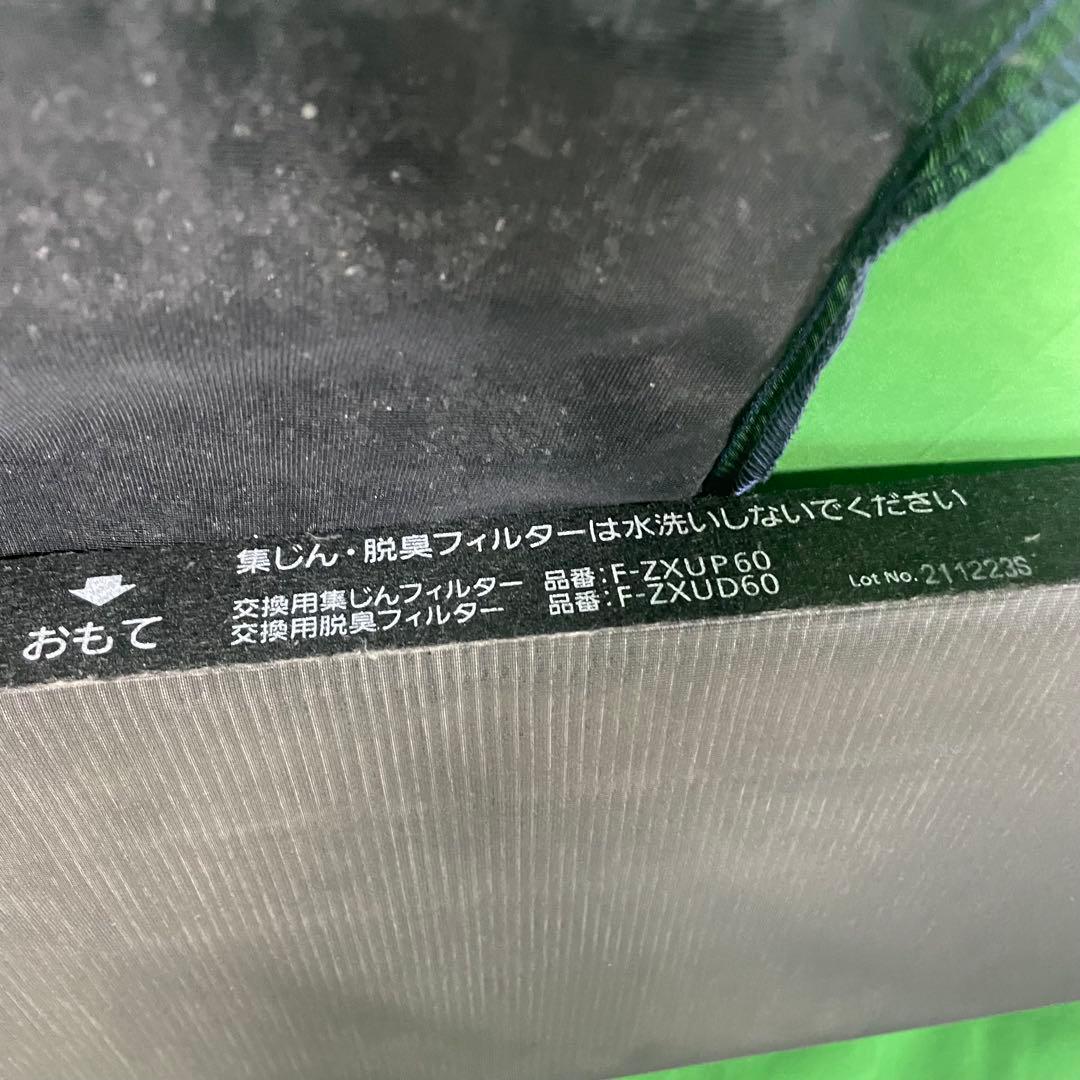 集じん・脱臭フィルターは水洗いしないでください
交換用集じんフィルター 品番:F-ZXUP60
交換用脱臭フィルター 品番:F-ZXUD60
Lot No. 211223S
おもて